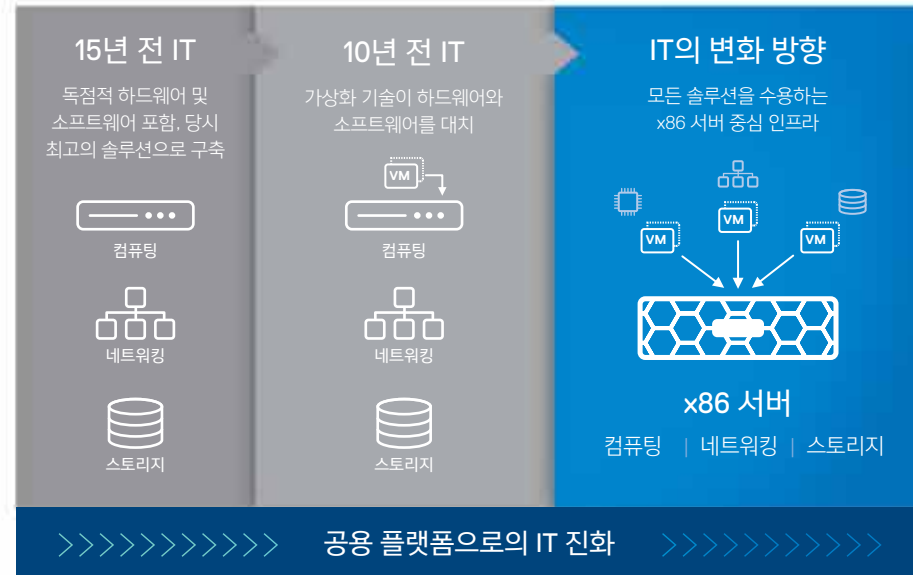 15년 전 IT
독점적 하드웨어 및
소프트웨어 포함, 당시
최고의 솔루션으로 구축
컴퓨팅
네트워킹
스토리지
10년 전 IT
가상화 기술이 하드웨어와
소프트웨어를 대치
VM
컴퓨팅
네트워킹
스토리지
IT의 변화 방향
모든 솔루션을 수용하는
x86 서버 중심 인프라
VM
VM
VM
x86 서버
컴퓨팅 | 네트워킹 | 스토리지
공용 플랫폼으로의 IT 진화